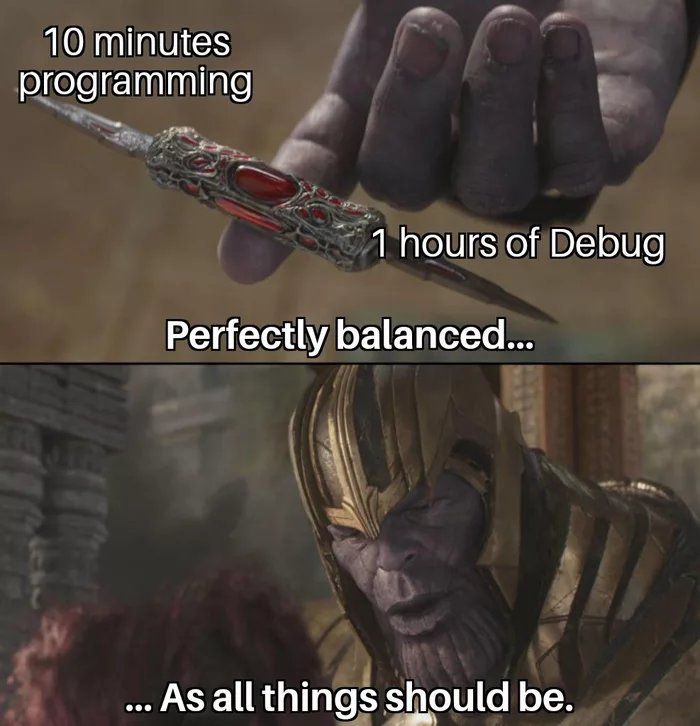 10 minutes
programming
1 hours of Debug
Perfectly balanced...
... As all things should be.